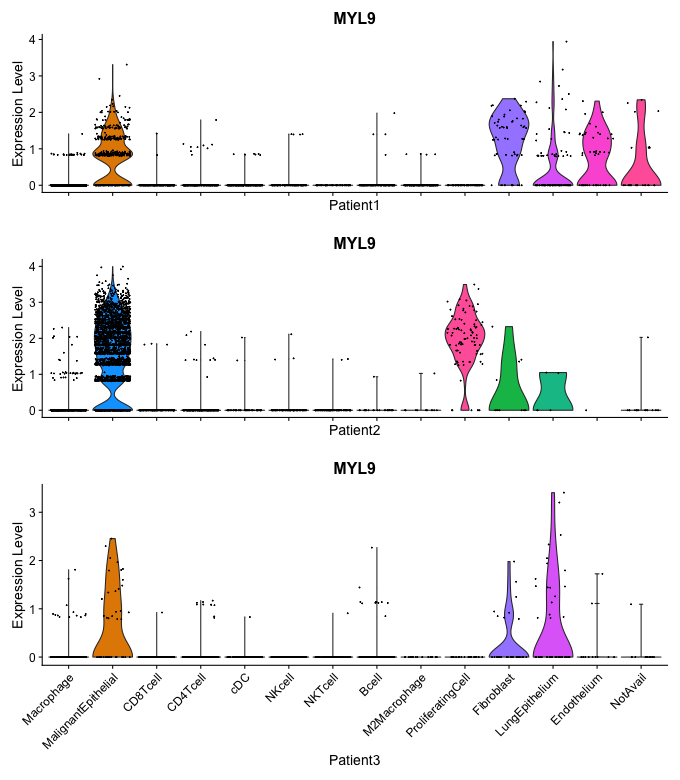 MYL9
Expression Level
4
3
2
1
0
Patient1
MYL9
Expression Level
4
3
2
1
0
Patient2
MYL9
Expression Level
3
2
1
0
Macrophage
MalignantEpithelial
CD8Tcell
CD4Tcell
cDC
NKcell
NKTcell
Bcell
M2Macrophage
ProliferatingCell
Fibroblast
LungEpithelium
Endothelium
NotAvail
Patient3